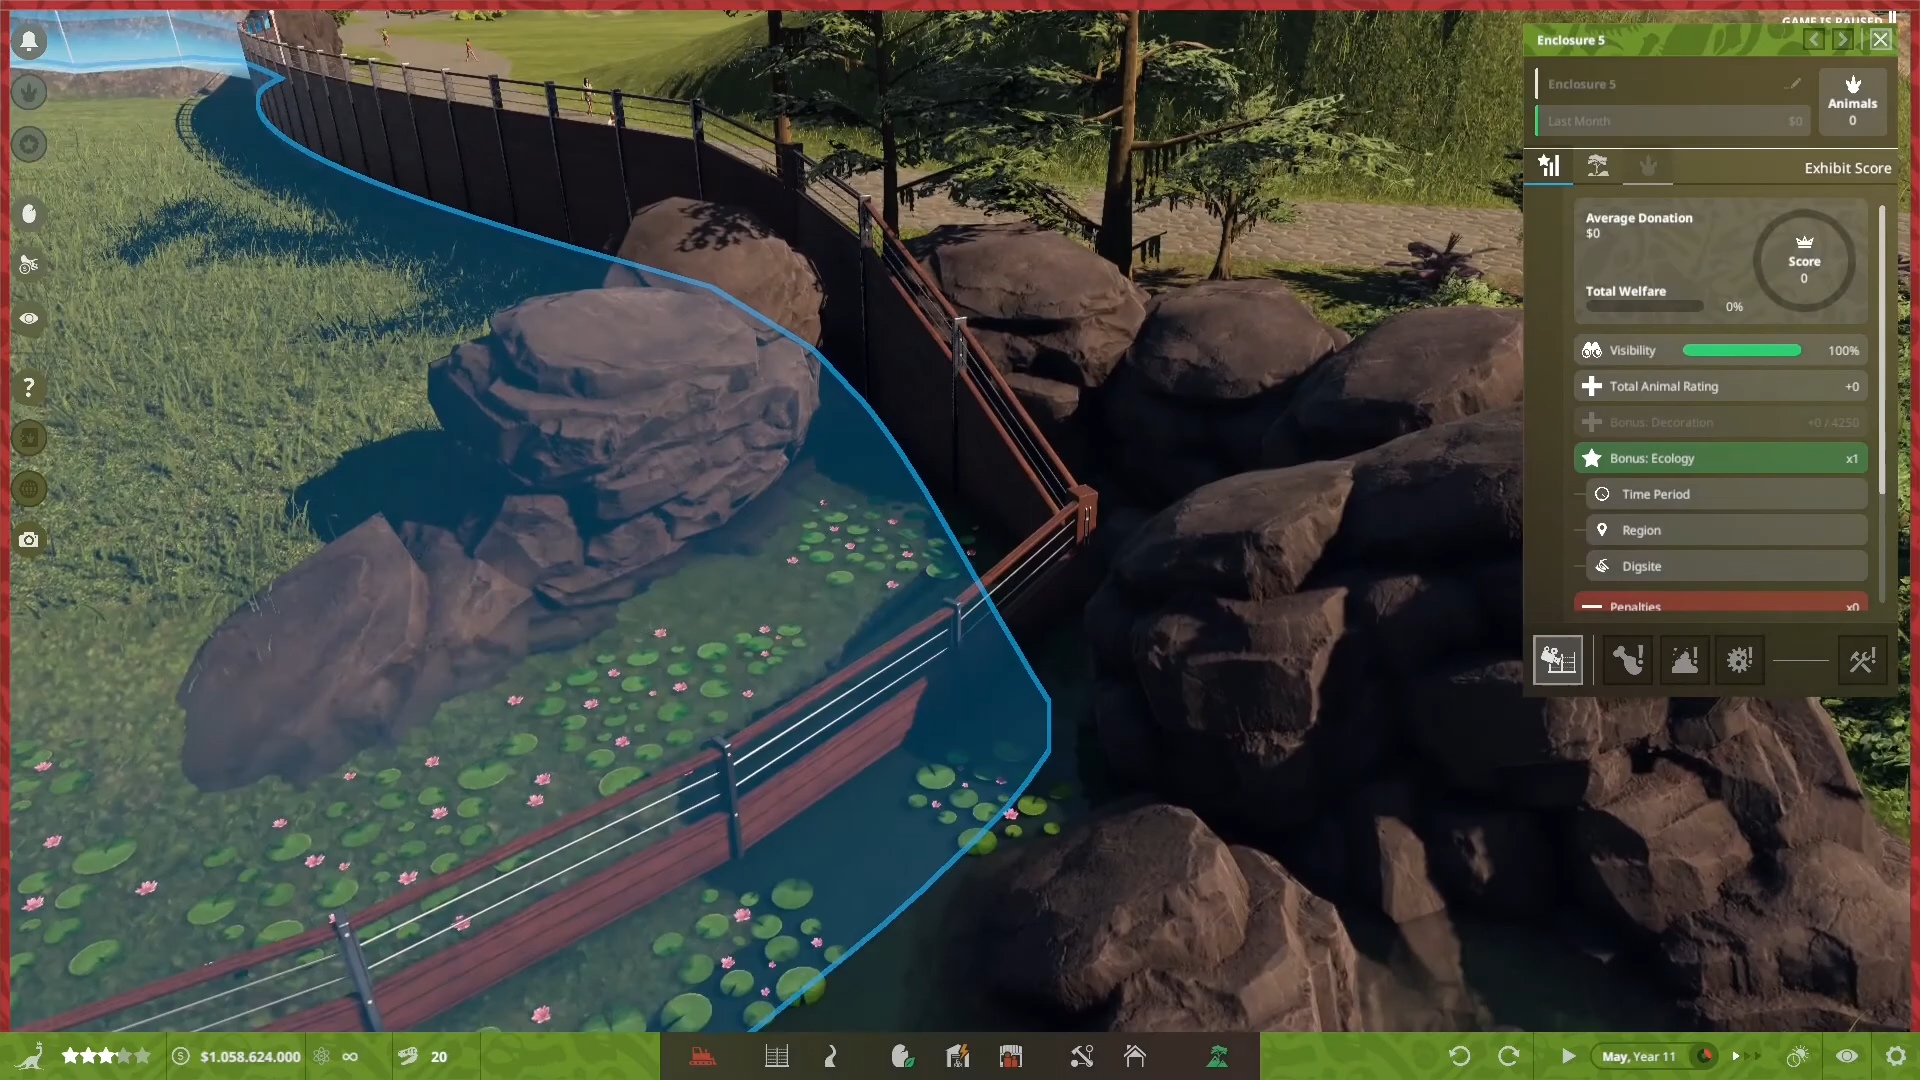 GAME IS PAUSED
Enclosure 5
Enclosure 5
Last Month $0
Animals
0
Exhibit Score
Average Donation
$0
Score
0
Total Welfare
0%
Visibility 100%
Total Animal Rating +0
Bonus: Decoration +0 / 4250
Bonus: Ecology x1
Time Period
Region
Digsite
Penalties x0
?
$1.058.624.000
∞
20
May, Year 11